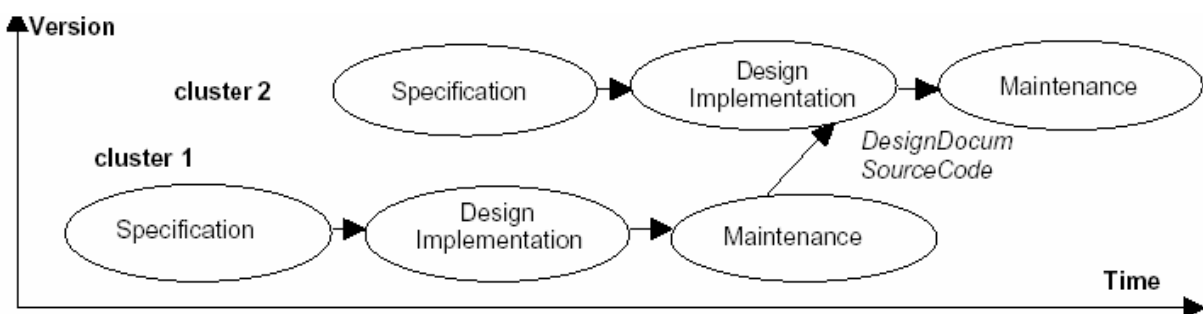 Version
cluster 2
Specification
Design
Implementation
Maintenance
DesignDocum
SourceCode
cluster 1
Specification
Design
Implementation
Maintenance
Time